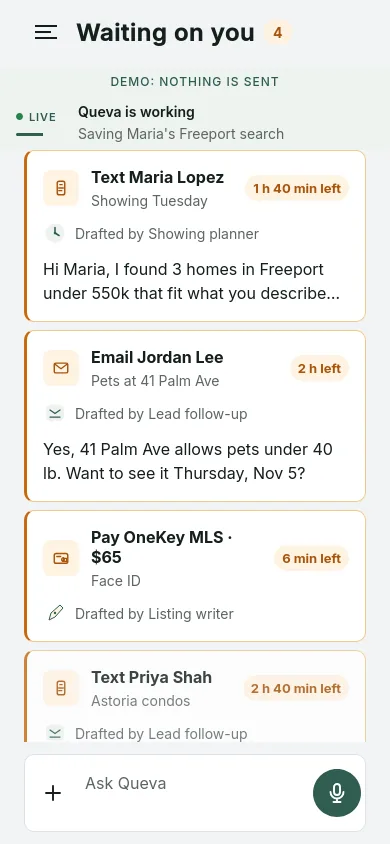 Waiting on you 4
DEMO: NOTHING IS SENT
LIVE
Queva is working
Saving Maria's Freeport search
Text Maria Lopez
Showing Tuesday
1 h 40 min left
Drafted by Showing planner
Hi Maria, I found 3 homes in Freeport
under 550k that fit what you describe...
Email Jordan Lee
Pets at 41 Palm Ave
2 h left
Drafted by Lead follow-up
Yes, 41 Palm Ave allows pets under 40
lb. Want to see it Thursday, Nov 5?
Pay OneKey MLS ·
$65
Face ID
6 min left
Drafted by Listing writer
Text Priya Shah
Astoria condos
2 h 40 min left
Drafted by Lead follow-up
Ask Queva